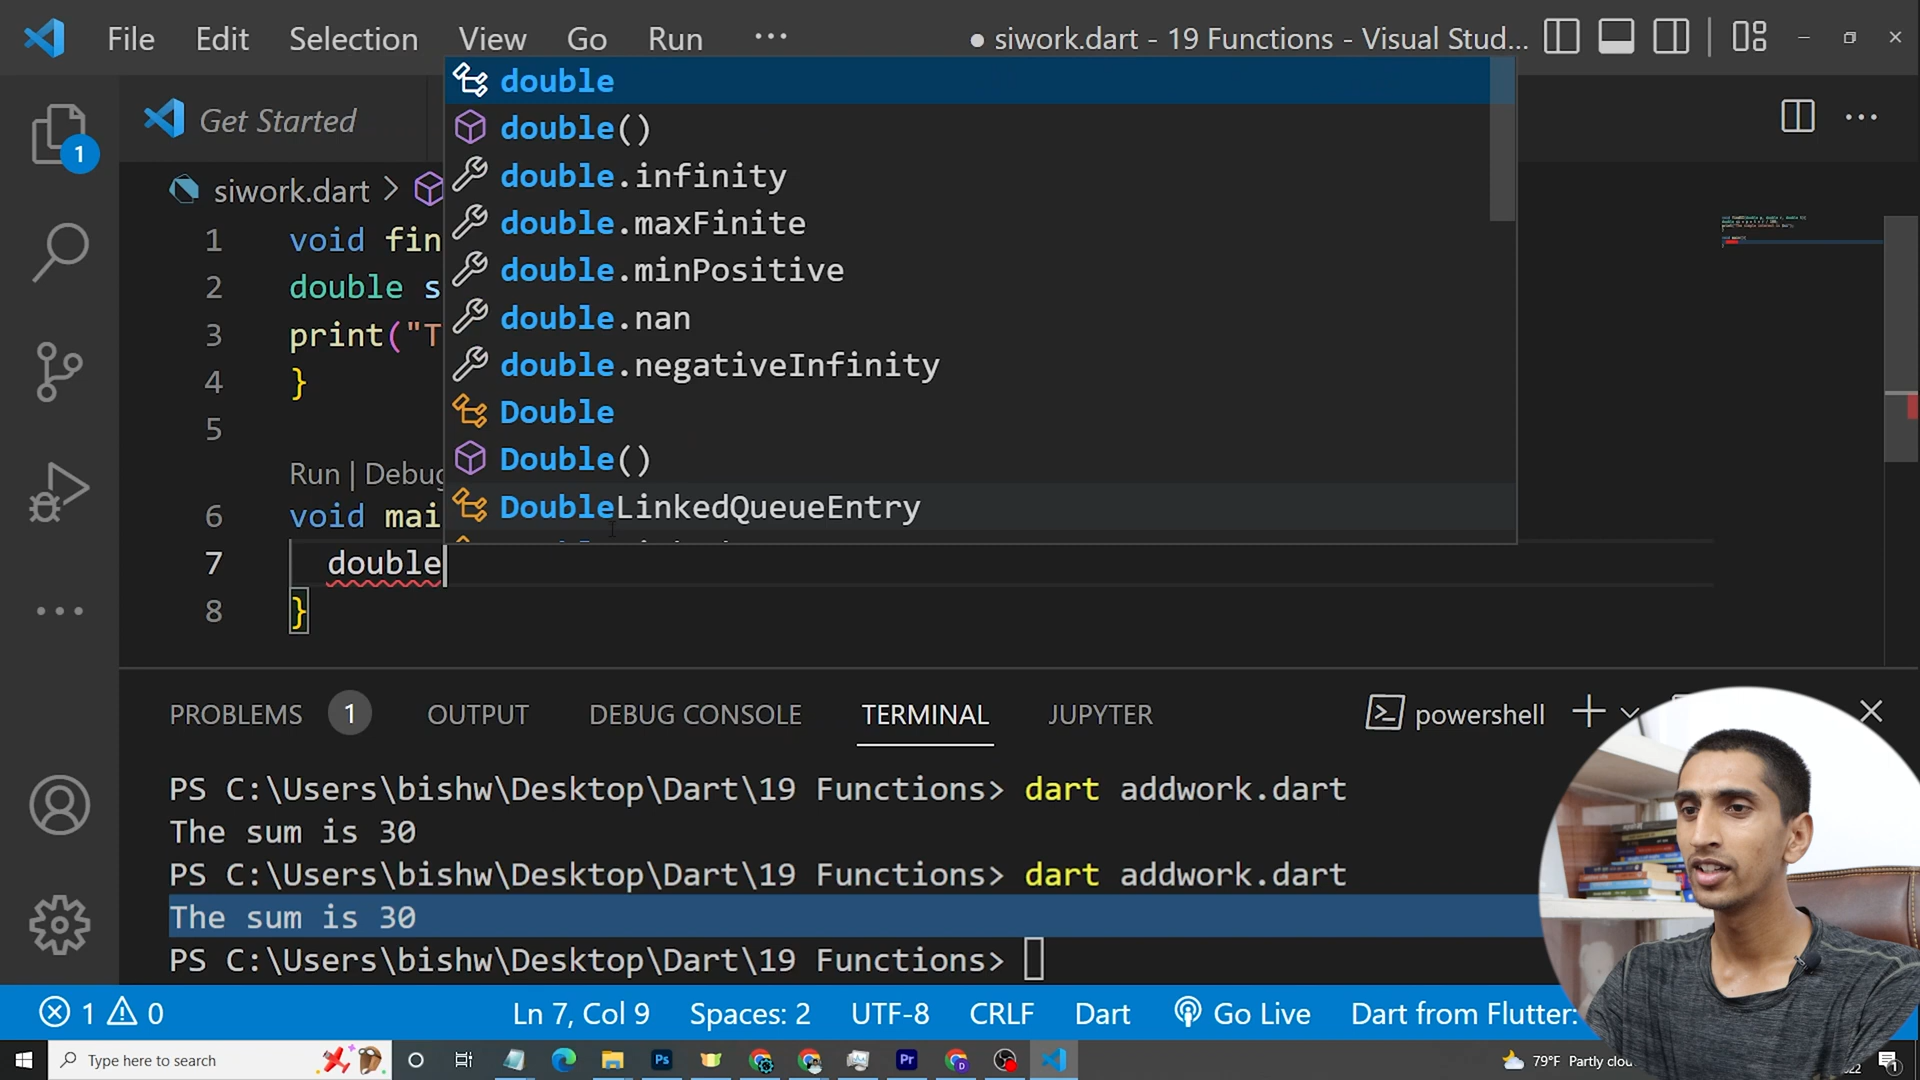 File Edit Selection View Go Run ...
● siwork.dart - 19 Functions - Visual Stud...
Get Started
1
siwork.dart >
double
double()
double.infinity
double.maxFinite
double.minPositive
double.nan
double.negativeInfinity
Double
Double()
DoubleLinkedQueueEntry
1 void fin
2 double s
3 print("T
4 }
5
Run | Debug
6 void mai
7 double
8 }
PROBLEMS 1 OUTPUT DEBUG CONSOLE TERMINAL JUPYTER
powershell
PS C:\Users\bishw\Desktop\Dart\19 Functions> dart addwork.dart
The sum is 30
PS C:\Users\bishw\Desktop\Dart\19 Functions> dart addwork.dart
The sum is 30
PS C:\Users\bishw\Desktop\Dart\19 Functions>
1 0 Ln 7, Col 9 Spaces: 2 UTF-8 CRLF Dart Go Live Dart from Flutter:
Type here to search
79°F Partly clou